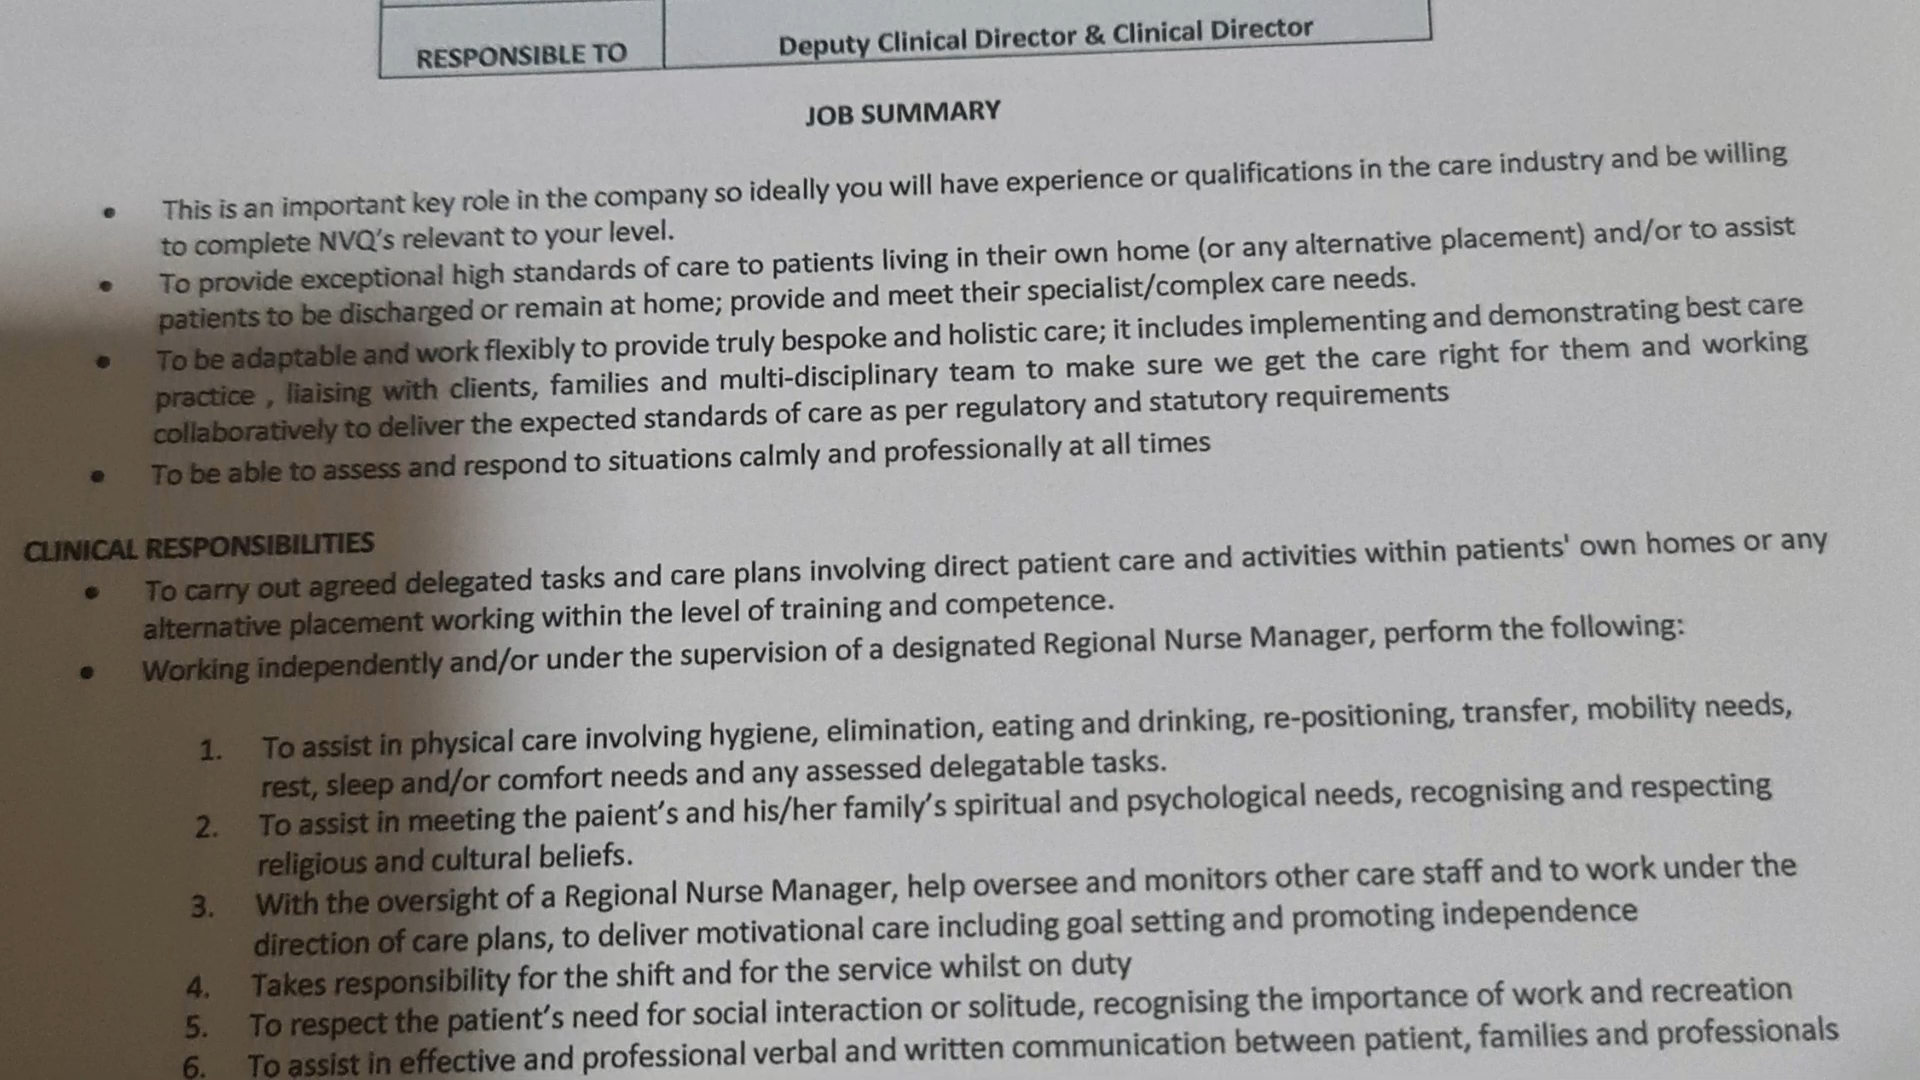 RESPONSIBLE TO
Deputy Clinical Director & Clinical Director
JOB SUMMARY
• This is an important key role in the company so ideally you will have experience or qualifications in the care industry and be willing
to complete NVQ's relevant to your level.
• To provide exceptional high standards of care to patients living in their own home (or any alternative placement) and/or to assist
patients to be discharged or remain at home; provide and meet their specialist/complex care needs.
• To be adaptable and work flexibly to provide truly bespoke and holistic care; it includes implementing and demonstrating best care
practice , liaising with clients, families and multi-disciplinary team to make sure we get the care right for them and working
collaboratively to deliver the expected standards of care as per regulatory and statutory requirements
• To be able to assess and respond to situations calmly and professionally at all times
CLINICAL RESPONSIBILITIES
• To carry out agreed delegated tasks and care plans involving direct patient care and activities within patients' own homes or any
alternative placement working within the level of training and competence.
• Working independently and/or under the supervision of a designated Regional Nurse Manager, perform the following:
1. To assist in physical care involving hygiene, elimination, eating and drinking, re-positioning, transfer, mobility needs,
rest, sleep and/or comfort needs and any assessed delegatable tasks.
2. To assist in meeting the paient's and his/her family's spiritual and psychological needs, recognising and respecting
religious and cultural beliefs.
3. With the oversight of a Regional Nurse Manager, help oversee and monitors other care staff and to work under the
direction of care plans, to deliver motivational care including goal setting and promoting independence
4. Takes responsibility for the shift and for the service whilst on duty
5. To respect the patient's need for social interaction or solitude, recognising the importance of work and recreation
6. To assist in effective and professional verbal and written communication between patient, families and professionals